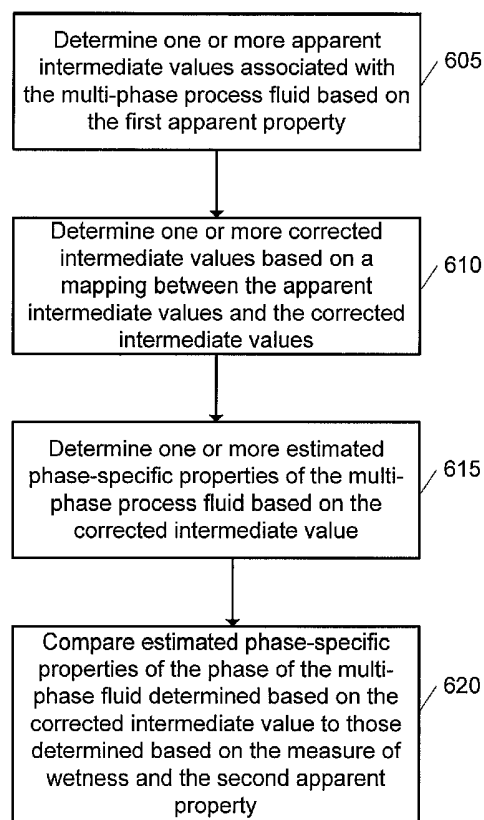 Determine one or more apparent
intermediate values associated with
the multi-phase process fluid based on
the first apparent property
605
Determine one or more corrected
intermediate values based on a
mapping between the apparent
intermediate values and the corrected
intermediate values
610
Determine one or more estimated
phase-specific properties of the multi-
phase process fluid based on the
corrected intermediate value
615
Compare estimated phase-specific
properties of the phase of the multi-
phase fluid determined based on the
corrected intermediate value to those
determined based on the measure of
wetness and the second apparent
property
620